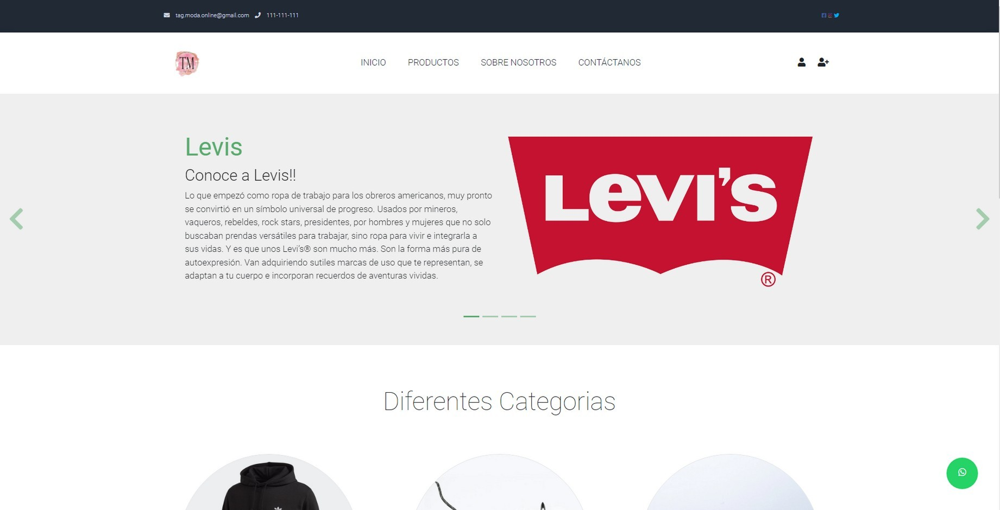 tag.moda.online@gmail.com 111-111-111
TM
INICIO PRODUCTOS SOBRE NOSOTROS CONTÁCTANOS
Levis
Conoce a Levis!!
Lo que empezó como ropa de trabajo para los obreros americanos, muy pronto
se convirtió en un símbolo universal de progreso. Usados por mineros,
vaqueros, rebeldes, rock stars, presidentes, por hombres y mujeres que no solo
buscaban prendas versátiles para trabajar, sino ropa para vivir e integrarla a
sus vidas. Y es que unos Levi’s® son mucho más. Son la forma más pura de
autoexpresión. Van adquiriendo sutiles marcas de uso que te representan, se
adaptan a tu cuerpo e incorporan recuerdos de aventuras vividas.
Levi’s
®
Diferentes Categorias